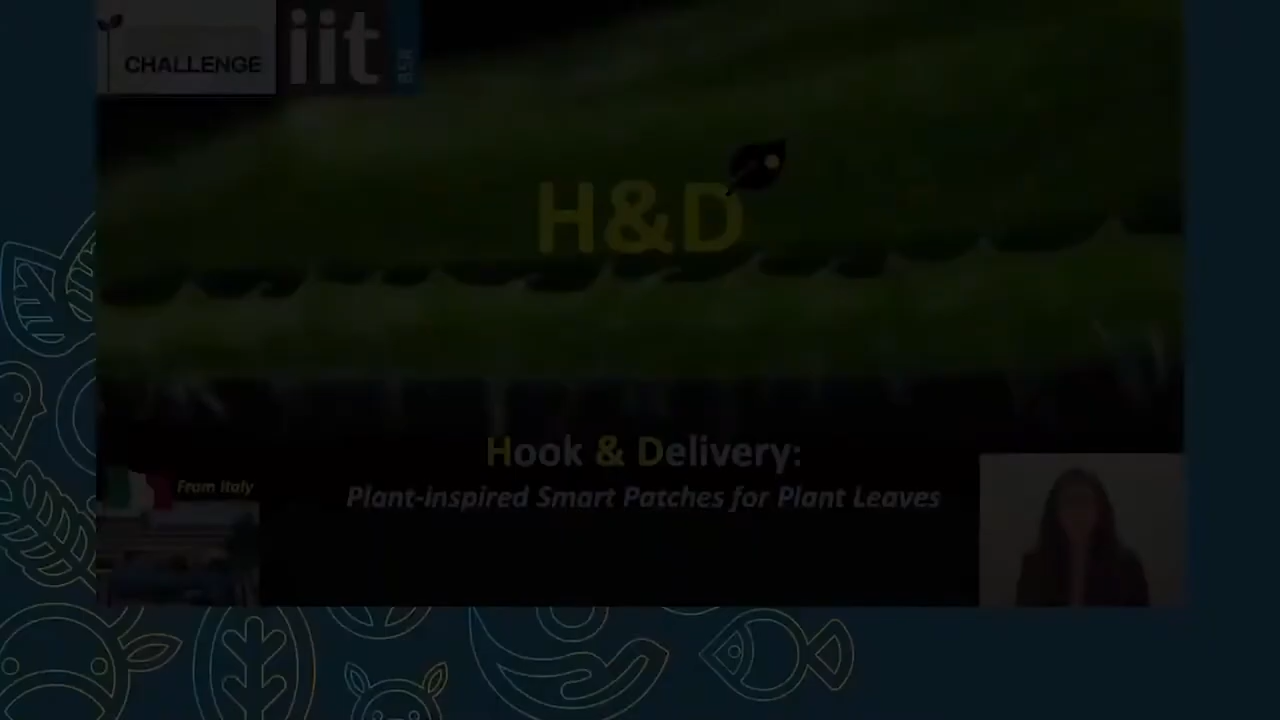 CHALLENGE
iit
H&D
Hook & Delivery:
Plant-inspired Smart Patches for Plant Leaves
From Italy